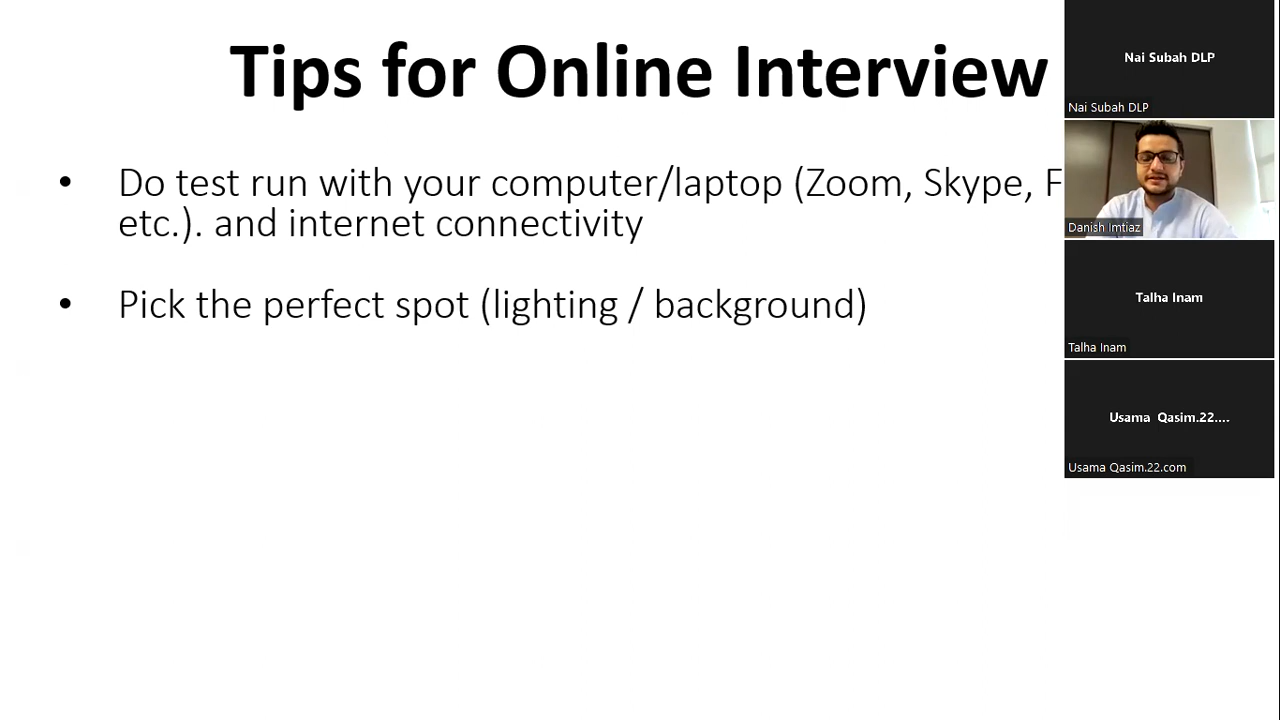 Tips for Online Interview
• Do test run with your computer/laptop (Zoom, Skype, F
etc.). and internet connectivity
• Pick the perfect spot (lighting / background)
Nai Subah DLP
Nai Subah DLP
Danish Imtiaz
Talha Inam
Talha Inam
Usama Qasim.22....
Usama Qasim.22.com